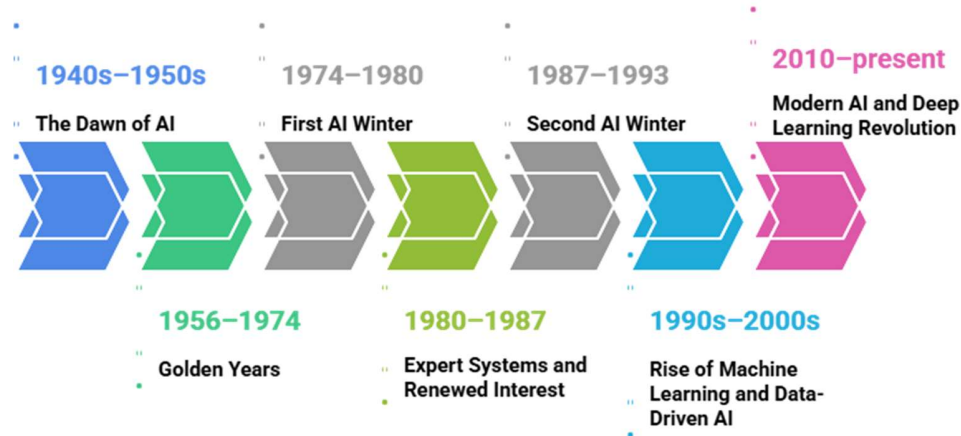 1940s–1950s
The Dawn of AI
1956–1974
Golden Years
1974–1980
First AI Winter
1980–1987
Expert Systems and
Renewed Interest
1987–1993
Second AI Winter
1990s–2000s
Rise of Machine
Learning and Data-
Driven AI
2010–present
Modern AI and Deep
Learning Revolution